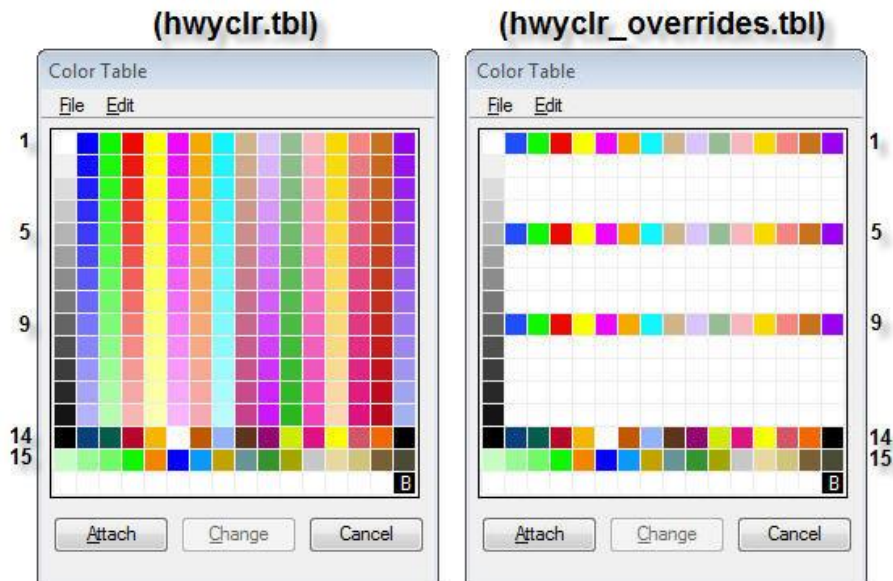 (hwyclr.tbl)
Color Table
File Edit
1
5
9
14
15
B
Attach Change Cancel
(hwyclr_overrides.tbl)
Color Table
File Edit
1
5
9
14
15
B
Attach Change Cancel